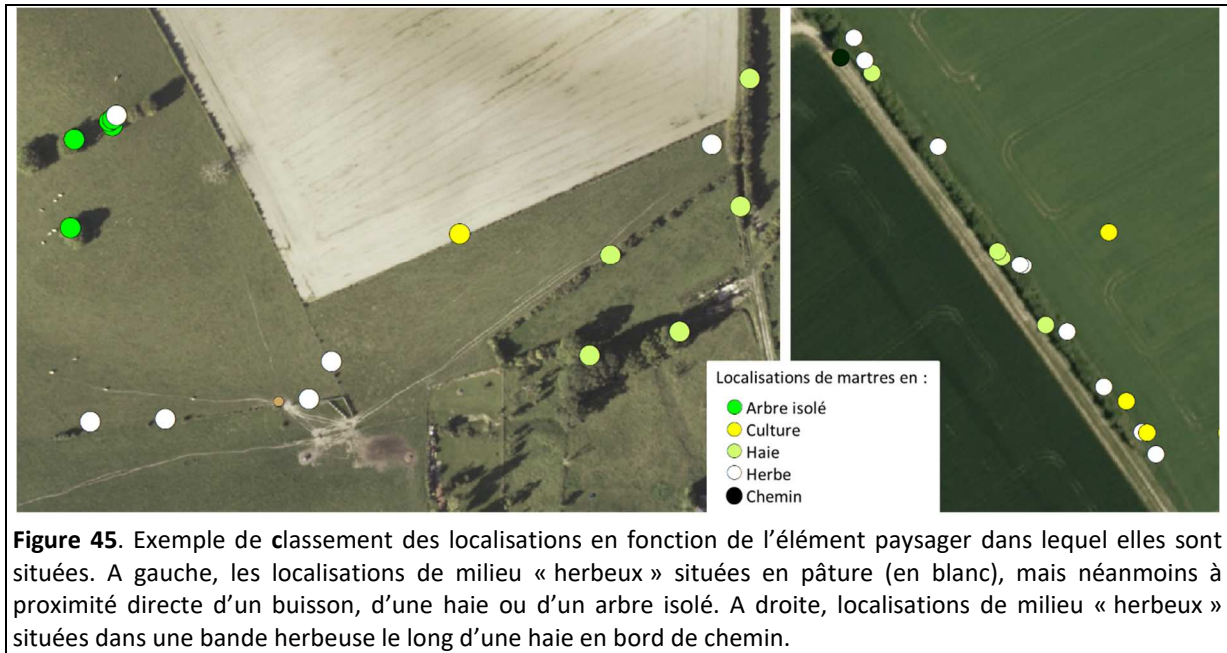 Localisations de martres en :
Arbre isolé
Culture
Haie
Herbe
Chemin
Figure 45. Exemple de classement des localisations en fonction de l’élément paysager dans lequel elles sont
situées. A gauche, les localisations de milieu « herbeux » situées en pâture (en blanc), mais néanmoins à
proximité directe d’un buisson, d’une haie ou d’un arbre isolé. A droite, localisations de milieu « herbeux »
situées dans une bande herbeuse le long d’une haie en bord de chemin.